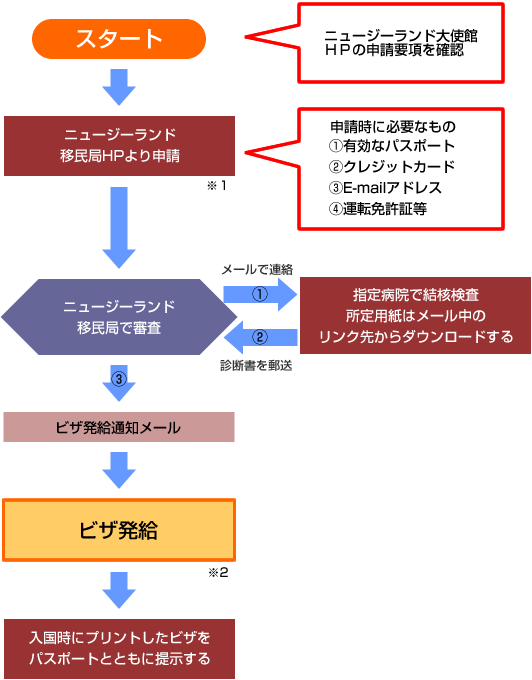 スタート
ニュージーランド大使館
HPの申請要項を確認
ニュージーランド
移民局HPより申請
※1
申請時に必要なもの
①有効なパスポート
②クレジットカード
③E-mailアドレス
④運転免許証等
メールで連絡
①
ニュージーランド
移民局で審査
②
診断書を郵送
指定病院で結核検査
所定用紙はメール中の
リンク先からダウンロードする
③
ビザ発給通知メール
ビザ発給
※2
入国時にプリントしたビザを
パスポートとともに提示する